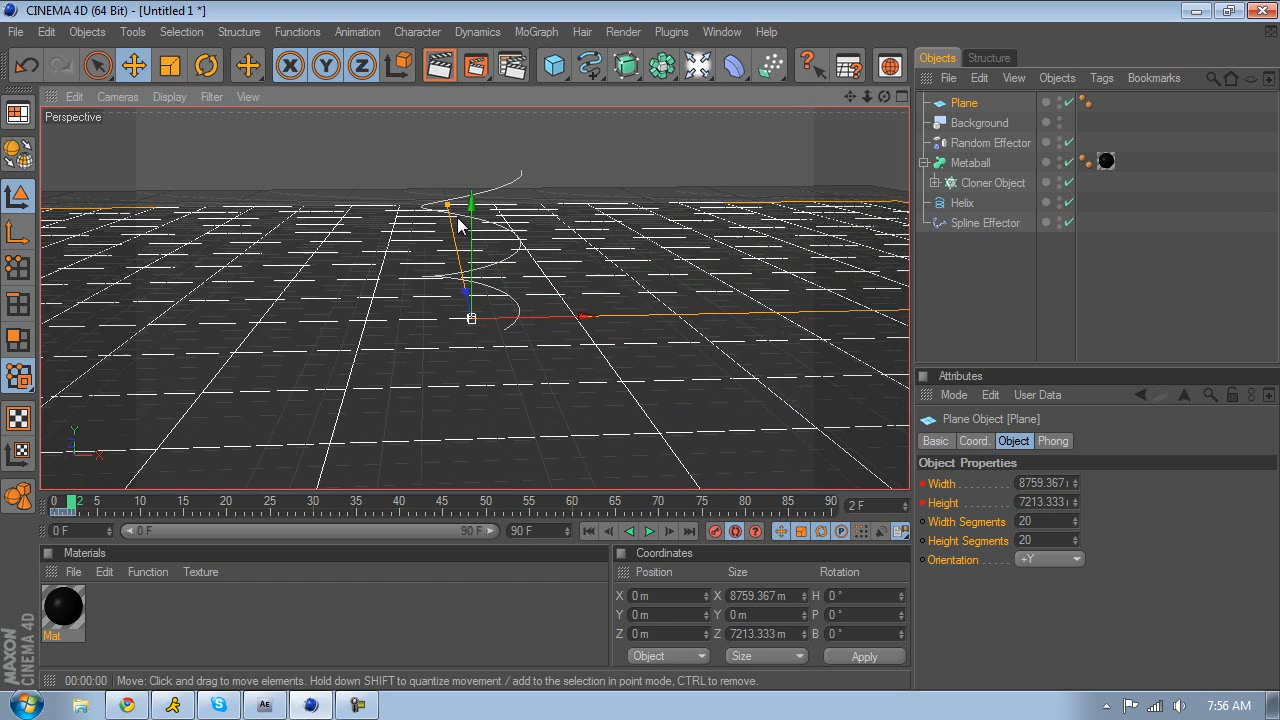 CINEMA 4D (64 Bit) - [Untitled 1 *]
File Edit Objects Tools Selection Structure Functions Animation Character Dynamics MoGraph Hair Render Plugins Window Help
Objects Structure
File Edit View Objects Tags Bookmarks
Edit Cameras Display Filter View
Perspective
Plane
Background
Random Effector
Metaball
Cloner Object
Helix
Spline Effector
Attributes
Mode Edit User Data
Plane Object [Plane]
Basic Coord. Object Phong
Object Properties
Width 8759.367
Height 7213.333
Width Segments 20
Height Segments 20
Orientation +Y
Y
Z
X
0 2 5 10 15 20 25 30 35 40 45 50 55 60 65 70 75 80 85 90 2 F
0 F 0 F 90 F 90 F
Materials
File Edit Function Texture
Mat
Coordinates
Position Size Rotation
X 0 m X 8759.367 m H 0 °
Y 0 m Y 0 m P 0 °
Z 0 m Z 7213.333 m B 0 °
Object Size Apply
MAXON
CINEMA 4D
00:00:00 Move: Click and drag to move elements. Hold down SHIFT to quantize movement / add to the selection in point mode, CTRL to remove.
AE
7:56 AM